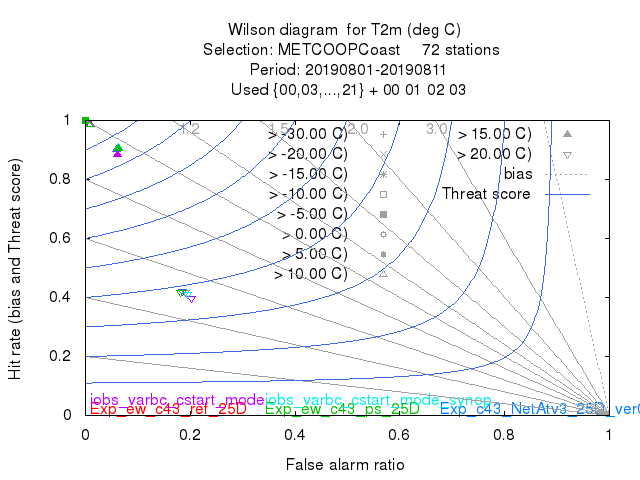 Wilson diagram for T2m (deg C)
Selection: METCOOPCoast 72 stations
Period: 20190801-20190811
Used {00,03,...,21} + 00 01 02 03
1.2 1.5 2.0 3.0
> -30.00 C) > 15.00 C)
> -20.00 C) > 20.00 C)
> -15.00 C) bias
> -10.00 C) Threat score
> -5.00 C)
> 0.00 C)
> 5.00 C)
> 10.00 C)
Hit rate (bias and Threat score)
1
0.8
0.6
0.4
0.2
0
jobs_varbc_cstart_mode jobs_varbc_cstart_mode_synop
Exp_ew_c43_ref_25D Exp_ew_c43_ps_25D Exp_c43_NetAtv3_25D_ver
0 0.2 0.4 0.6 0.8 1
False alarm ratio